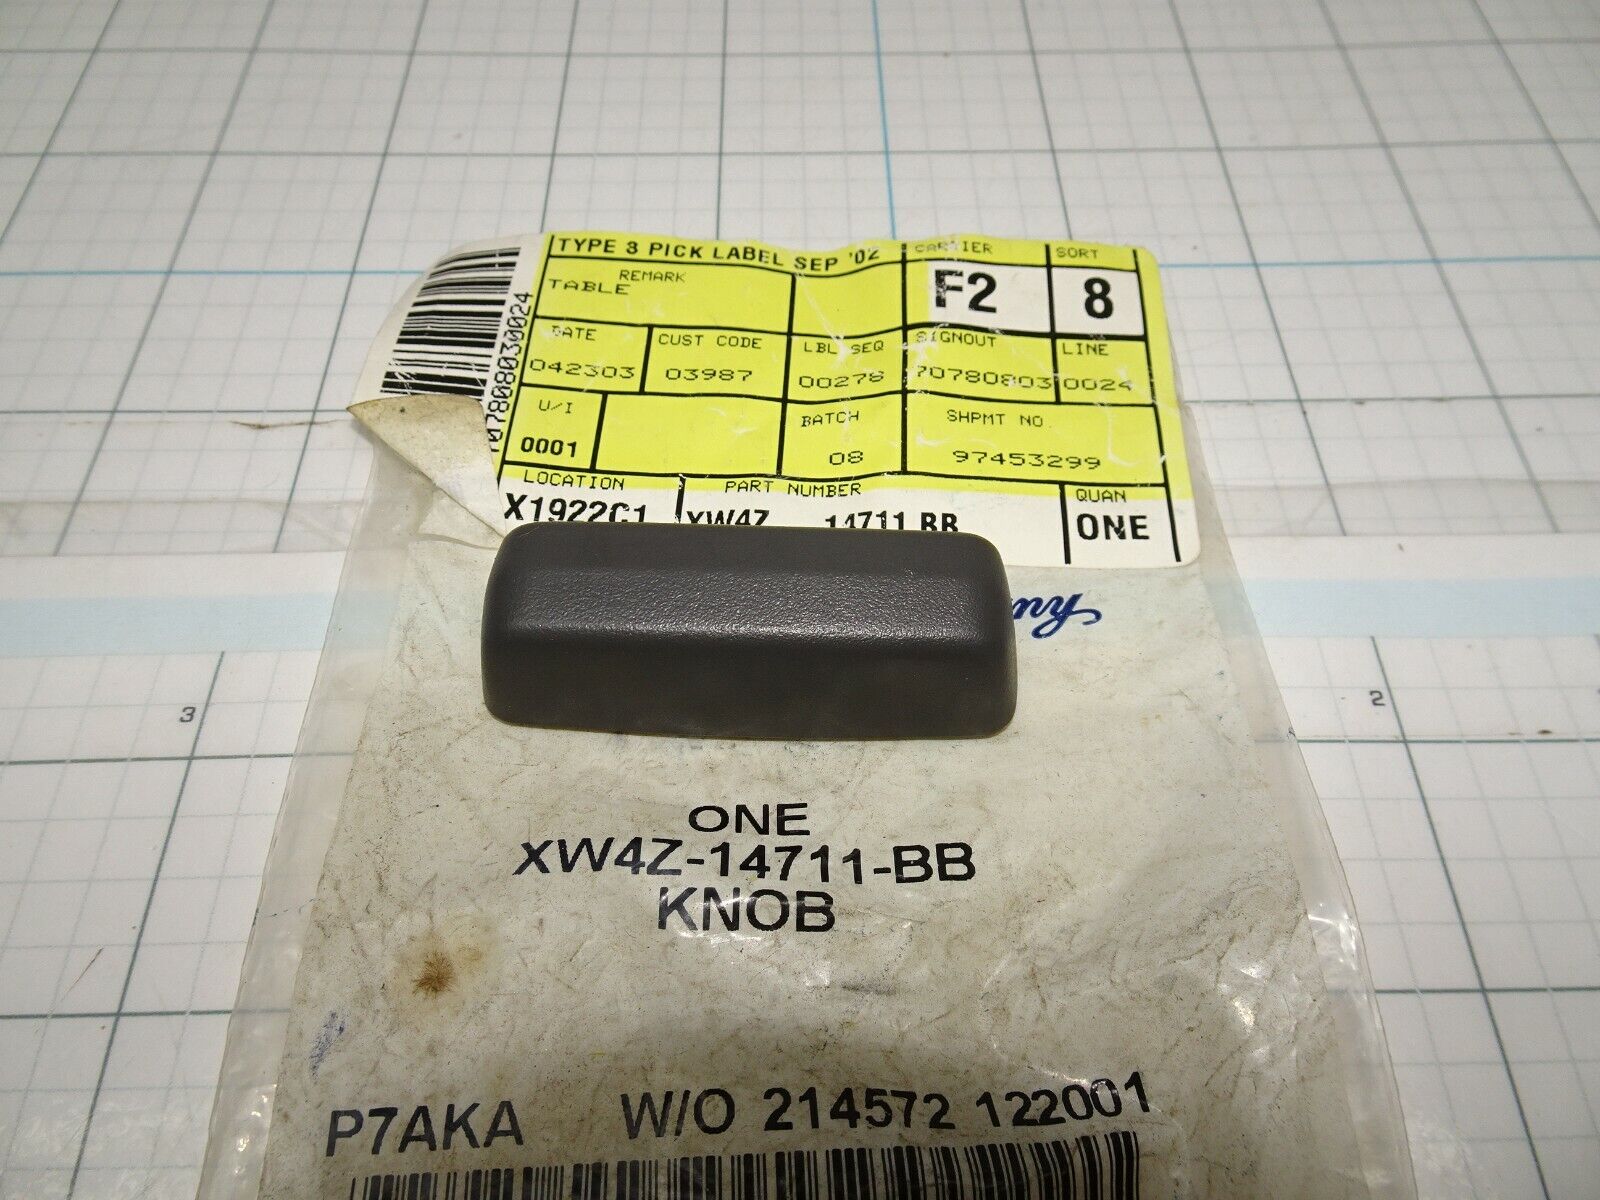 TYPE 3 PICK LABEL SEP '02 CARRIER SORT
REMARK
TABLE
F2 8
DATE CUST CODE LBL SEQ SIGNOUT LINE
042303 03987 00278 70780803 0024
U/I BATCH SHPMT NO.
0001 08 97453299
LOCATION PART NUMBER QUAN
X1922C1 XW4Z 14711 BB ONE
707808030024
ONE
XW4Z-14711-BB
KNOB
P7AKA W/O 214572 122001
3
2